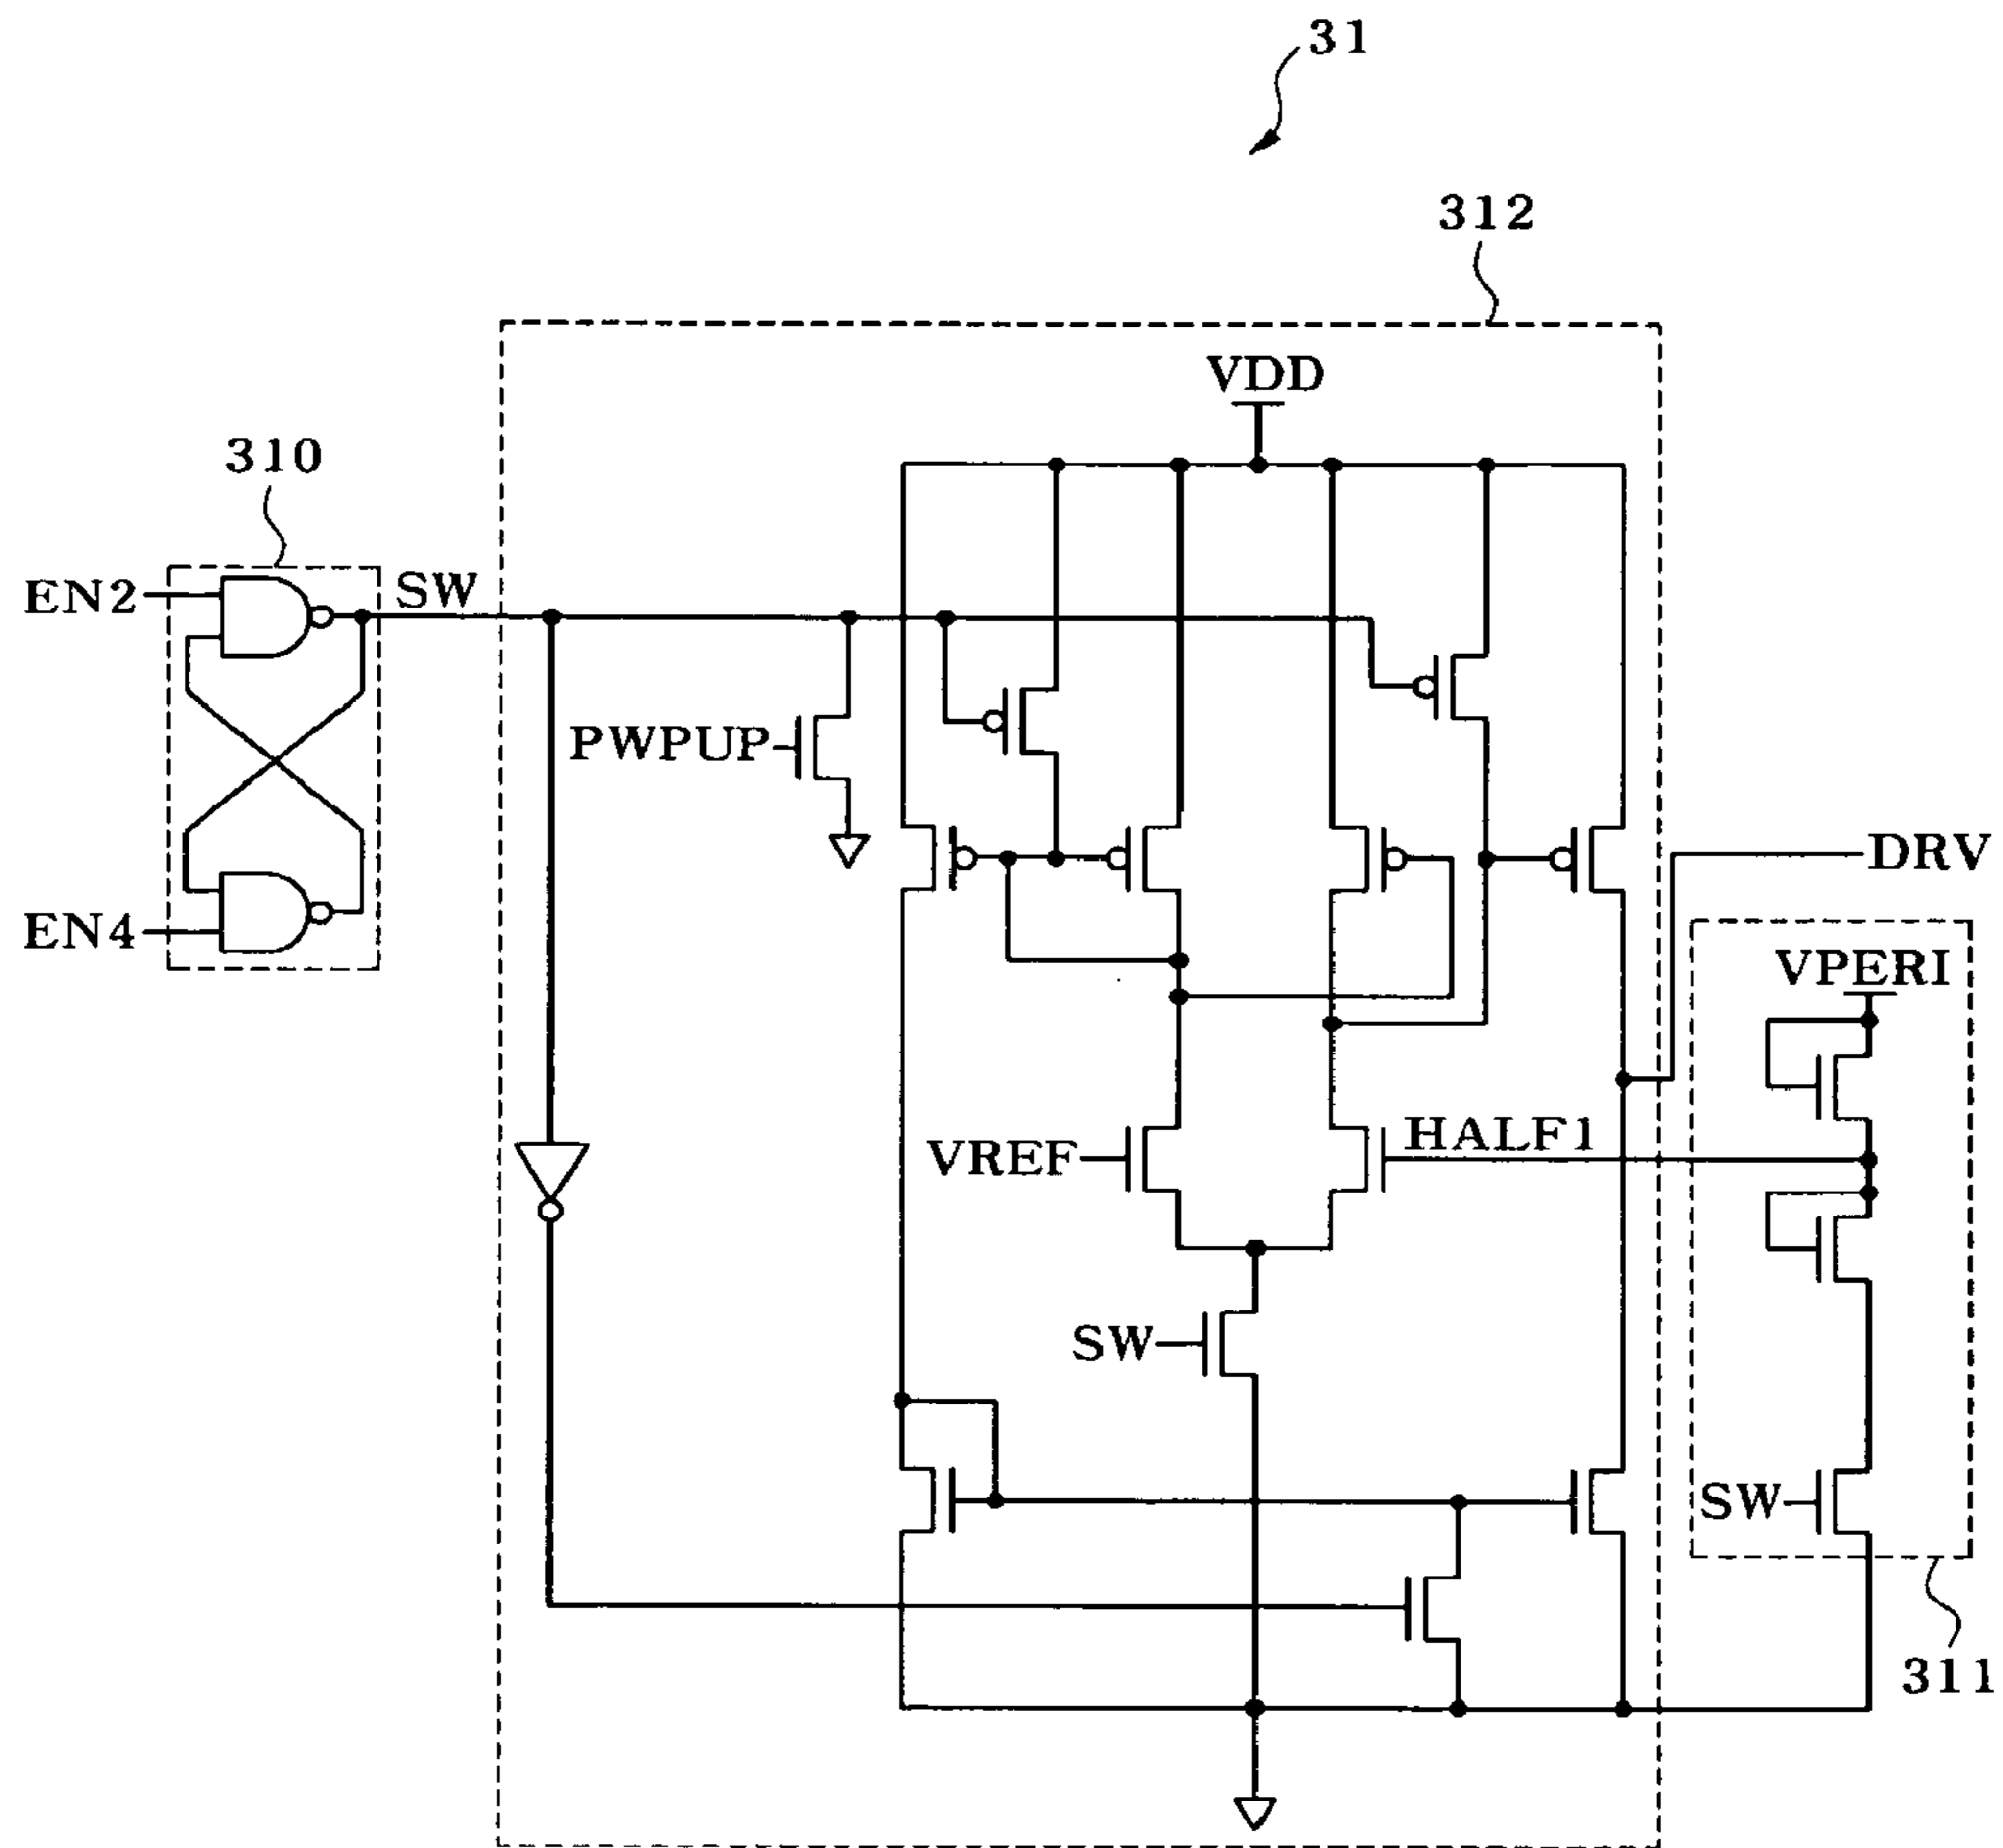 31
312
VDD
310
EN2
SW
PWPUP
DRV
EN4
VPERI
VREF
HALF1
SW
SW
311